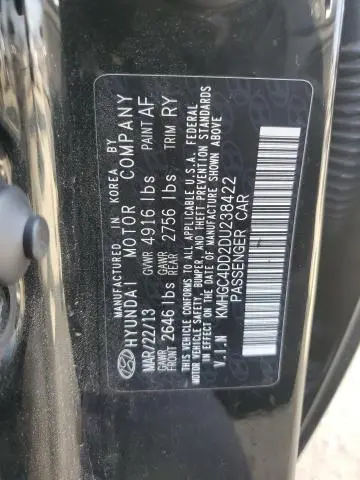 MANUFACTURED IN KOREA BY
HYUNDAI MOTOR COMPANY
MAR/22/13 GVWR 4916 lbs PAINT AF
GAWR FRONT 2646 lbs GAWR REAR 2756 lbs TRIM RY
THIS VEHICLE CONFORMS TO ALL APPLICABLE U.S.A. FEDERAL
MOTOR VEHICLE SAFETY, BUMPER, AND THEFT PREVENTION STANDARDS
IN EFFECT ON THE DATE OF MANUFACTURE SHOWN ABOVE
V.I.N KMHGC4DD2DU238422
PASSENGER CAR